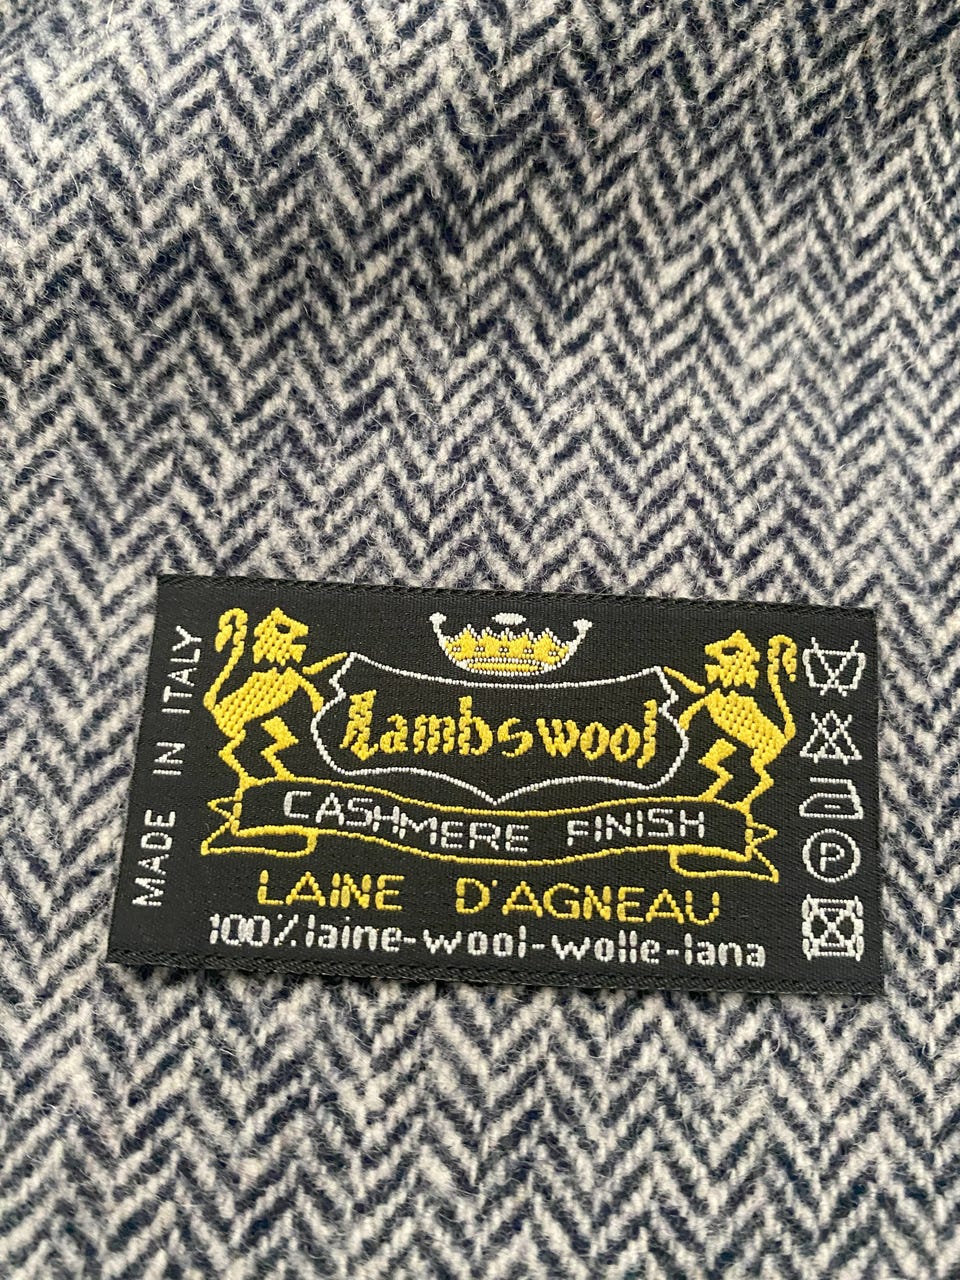 MADE IN ITALY
Lambswool
CASHMERE FINISH
LAINE D'AGNEAU
100% laine-wool-wolle-lana
P